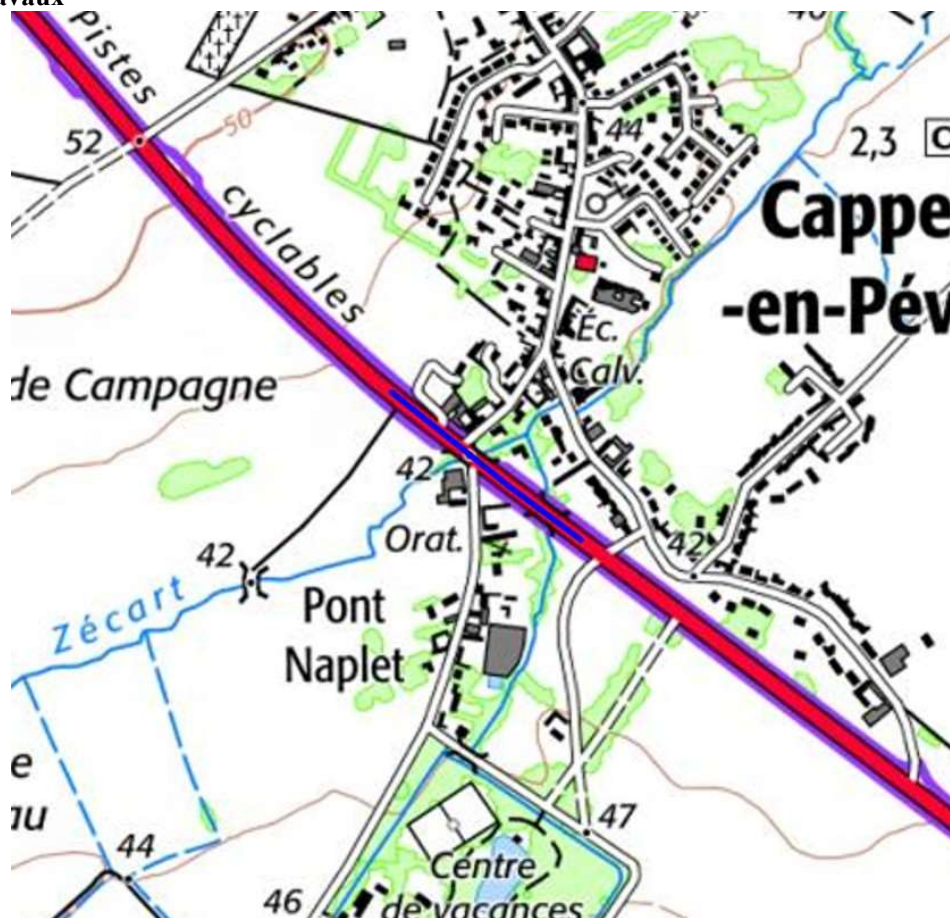 avaux
Pistes
52
50
cyclables
44
2,3
Cappe
-en-Pév
Éc.
Calv.
de Campagne
42
Orat.
42
42
Zécart
Pont
Naplet
e
au
47
44
Centre
de vacances
46